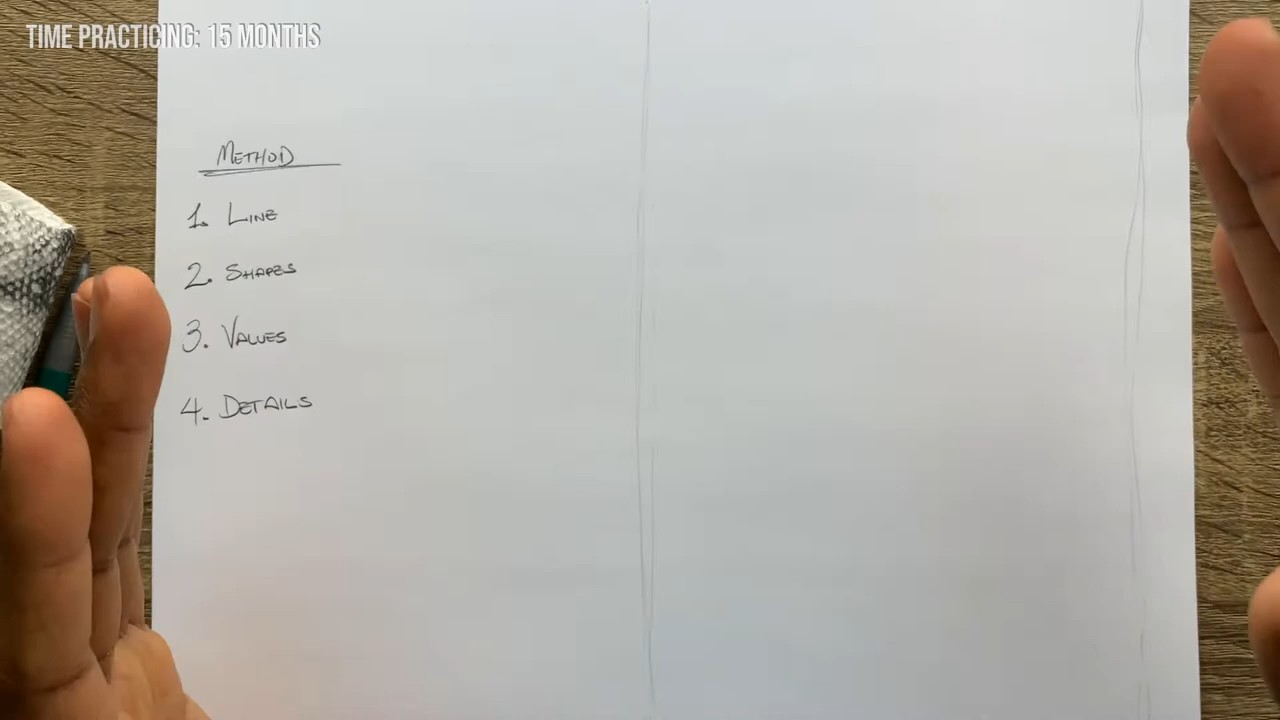 TIME PRACTICING: 15 MONTHS
METHOD
1. LINE
2. SHAPES
3. VALUES
4. DETAILS